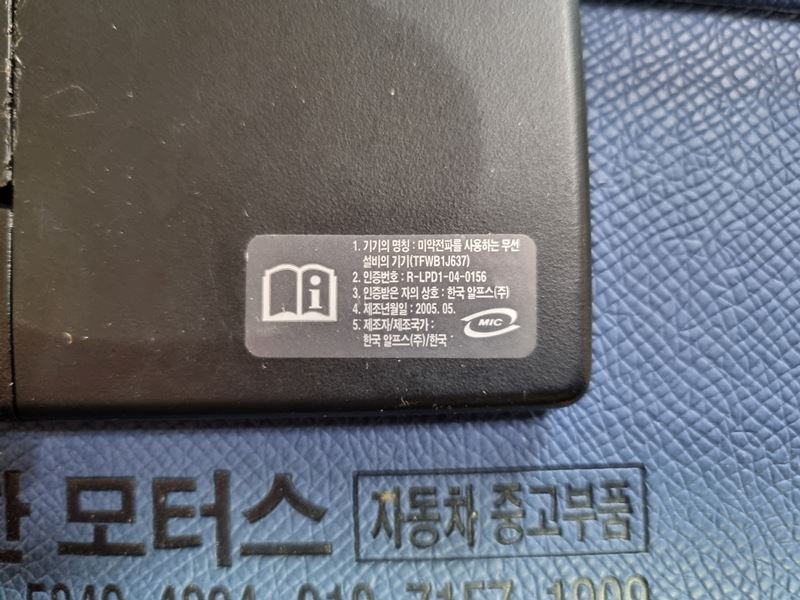 1. 기기의 명칭 : 미약전파를 사용하는 무선
설비의 기기(TFWB1J637)
2. 인증번호 : R-LPD1-04-0156
3. 인증받은 자의 상호 : 한국 알프스(주)
4. 제조년월일 : 2005. 05.
5. 제조자/제조국가 :
한국 알프스(주)/한국
i
MIC
모터스 자동차 중고부품